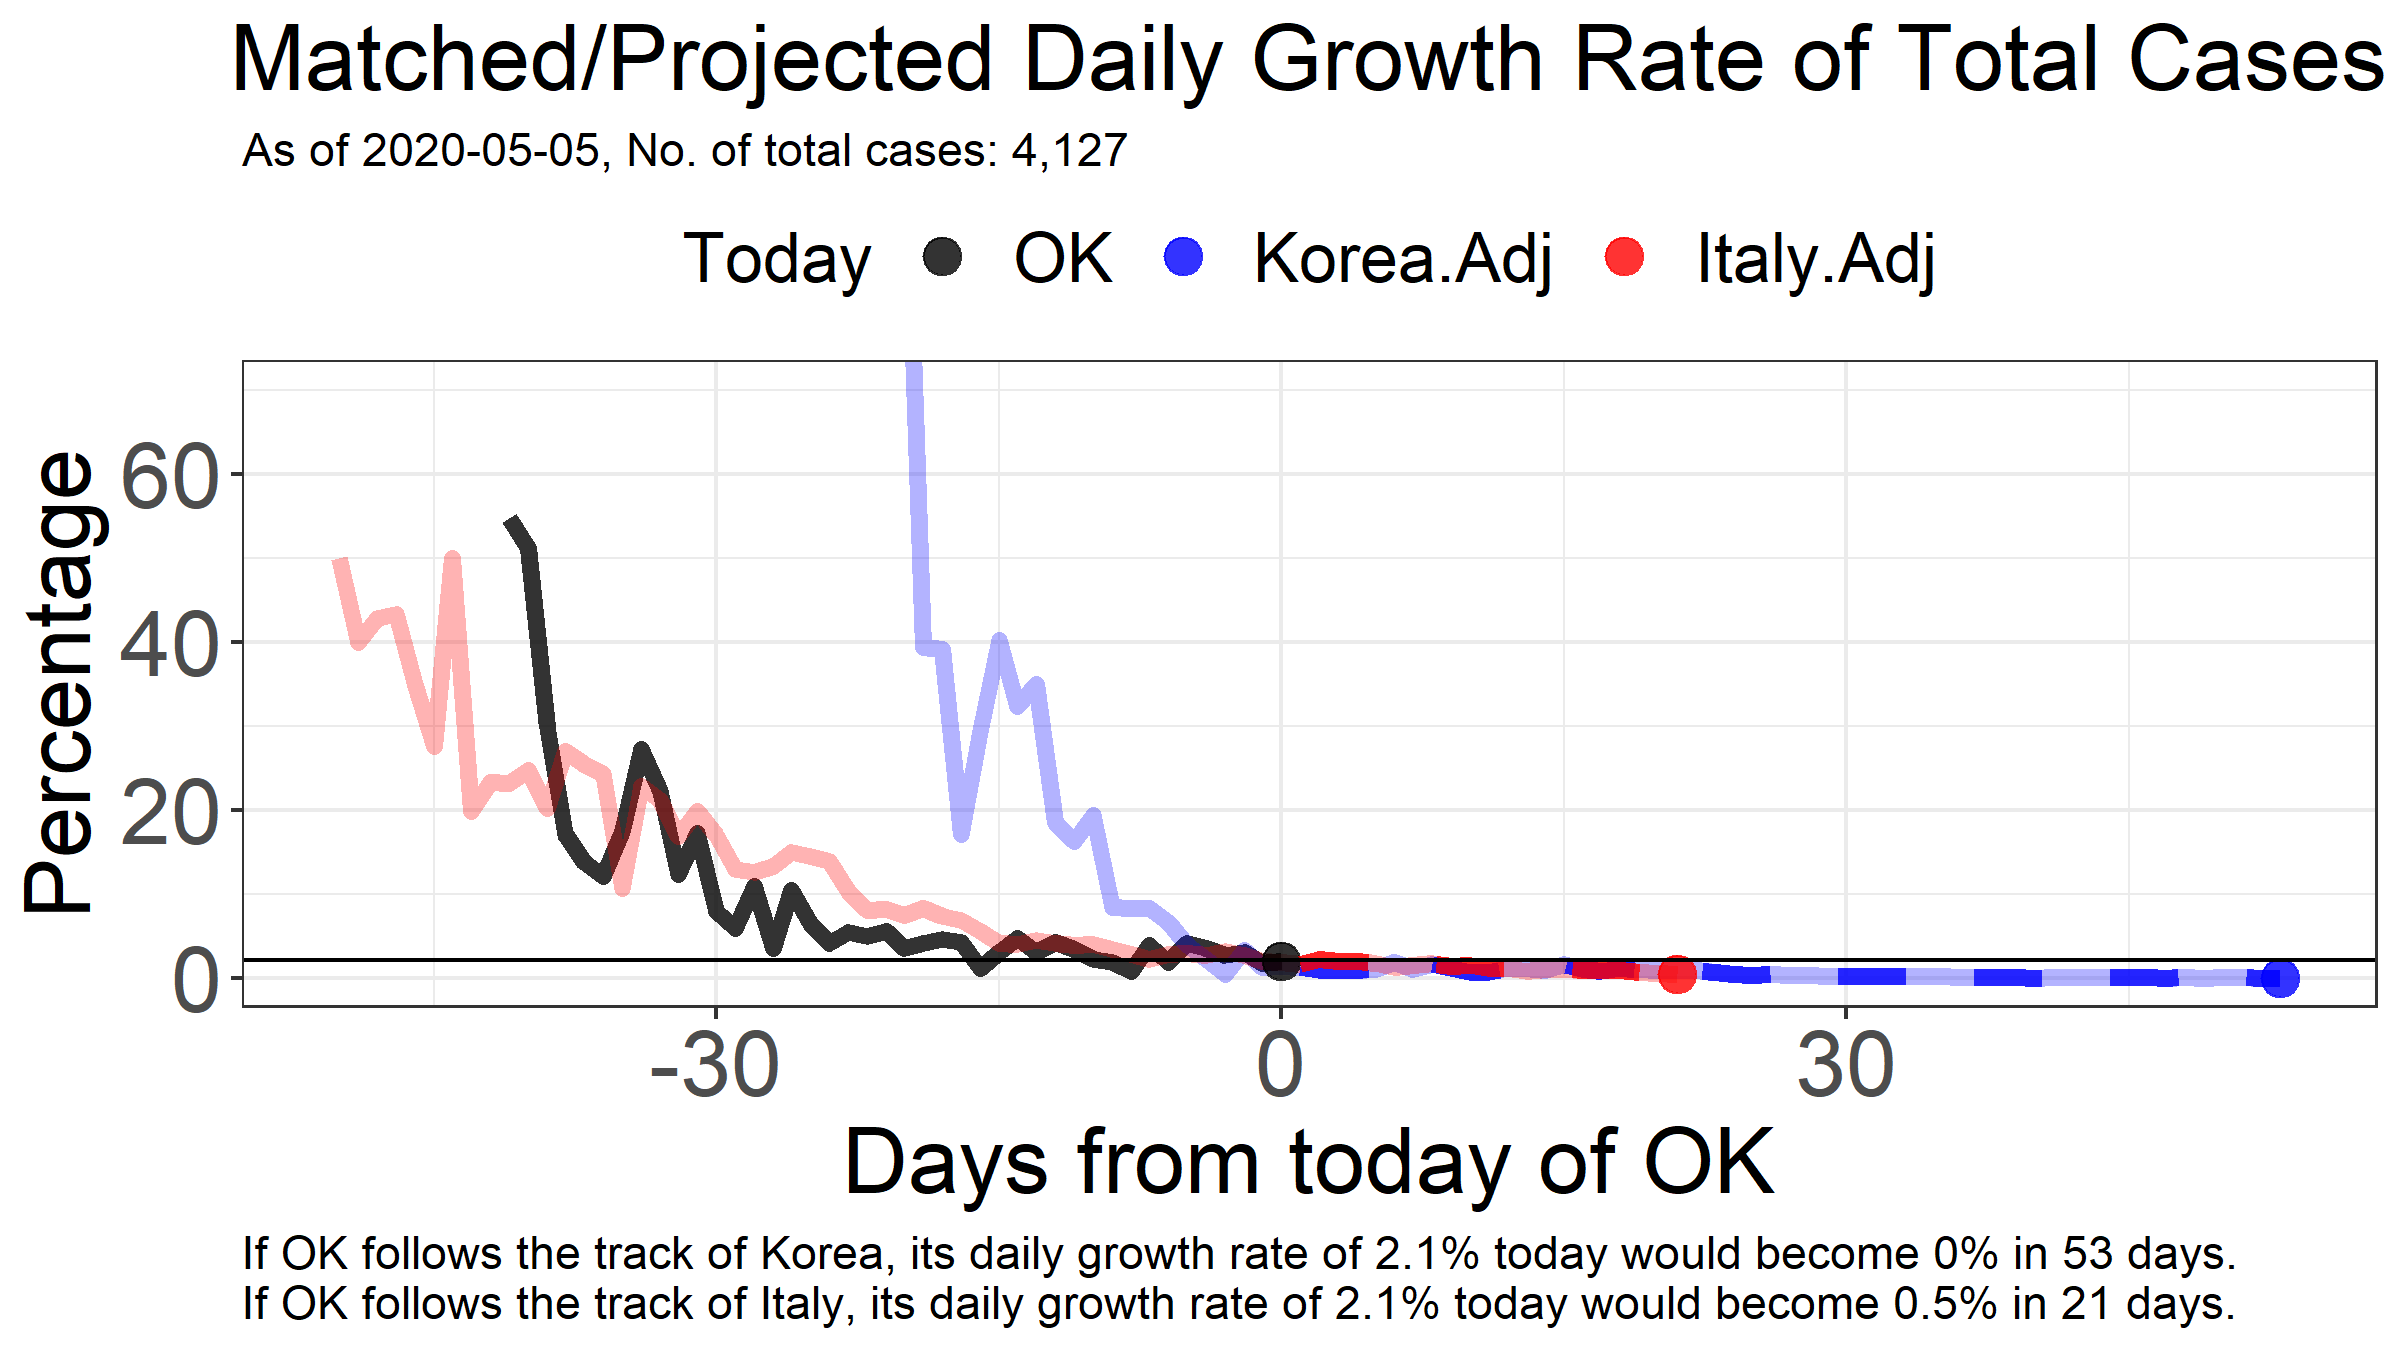 Matched/Projected Daily Growth Rate of Total Cases
As of 2020-05-05, No. of total cases: 4,127
Today OK Korea.Adj Italy.Adj
Percentage
60
40
20
0
-30 0 30
Days from today of OK
If OK follows the track of Korea, its daily growth rate of 2.1% today would become 0% in 53 days.
If OK follows the track of Italy, its daily growth rate of 2.1% today would become 0.5% in 21 days.